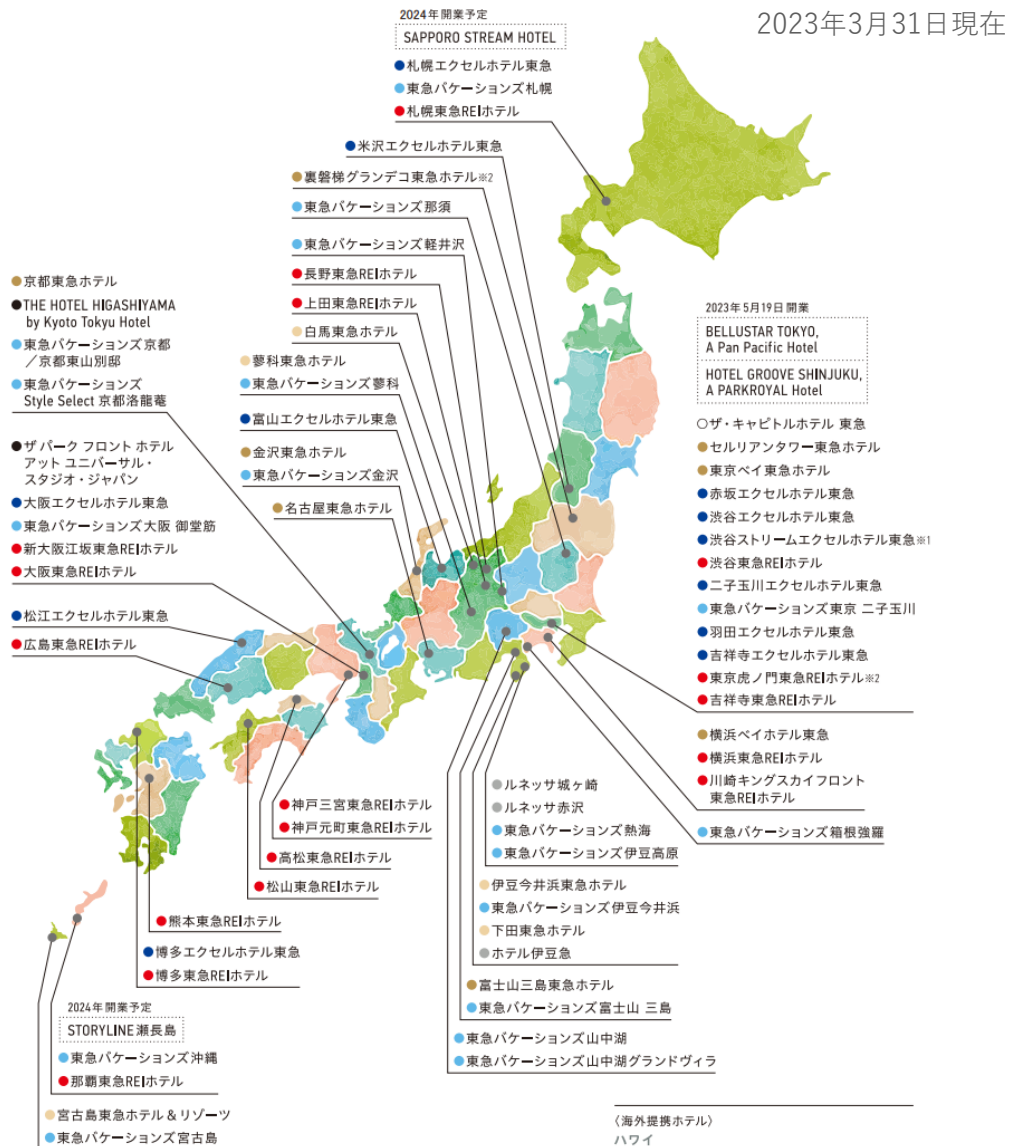 2023年3月31日現在
2024年開業予定
SAPPORO STREAM HOTEL
札幌エクセルホテル東急
東急バケーションズ札幌
札幌東急REIホテル
米沢エクセルホテル東急
裏磐梯グランデコ東急ホテル※2
東急バケーションズ那須
東急バケーションズ軽井沢
長野東急REIホテル
上田東急REIホテル
白馬東急ホテル
蓼科東急ホテル
東急バケーションズ蓼科
富山エクセルホテル東急
金沢東急ホテル
東急バケーションズ金沢
名古屋東急ホテル
京都東急ホテル
THE HOTEL HIGASHIYAMA
by Kyoto Tokyu Hotel
東急バケーションズ京都
／京都東山別邸
東急バケーションズ
Style Select 京都洛龍菴
ザ パーク フロント ホテル
アット ユニバーサル・
スタジオ・ジャパン
大阪エクセルホテル東急
東急バケーションズ大阪 御堂筋
新大阪江坂東急REIホテル
大阪東急REIホテル
松江エクセルホテル東急
広島東急REIホテル
2023年5月19日開業
BELLUSTAR TOKYO,
A Pan Pacific Hotel
HOTEL GROOVE SHINJUKU,
A PARKROYAL Hotel
ザ・キャピトルホテル 東急
セルリアンタワー東急ホテル
東京ベイ東急ホテル
赤坂エクセルホテル東急
渋谷エクセルホテル東急
渋谷ストリームエクセルホテル東急※1
渋谷東急REIホテル
二子玉川エクセルホテル東急
東急バケーションズ東京 二子玉川
羽田エクセルホテル東急
吉祥寺エクセルホテル東急
東京虎ノ門東急REIホテル※2
吉祥寺東急REIホテル
横浜ベイホテル東急
横浜東急REIホテル
川崎キングスカイフロント
東急REIホテル
東急バケーションズ箱根強羅
ルネッサ城ヶ崎
ルネッサ赤沢
東急バケーションズ熱海
東急バケーションズ伊豆高原
伊豆今井浜東急ホテル
東急バケーションズ伊豆今井浜
下田東急ホテル
ホテル伊豆急
富士山三島東急ホテル
東急バケーションズ富士山 三島
東急バケーションズ山中湖
東急バケーションズ山中湖グランドヴィラ
神戸三宮東急REIホテル
神戸元町東急REIホテル
高松東急REIホテル
松山東急REIホテル
熊本東急REIホテル
博多エクセルホテル東急
博多東急REIホテル
2024年開業予定
STORYLINE瀬長島
東急バケーションズ沖縄
那覇東急REIホテル
宮古島東急ホテル＆リゾーツ
東急バケーションズ宮古島
〈海外提携ホテル〉
ハワイ